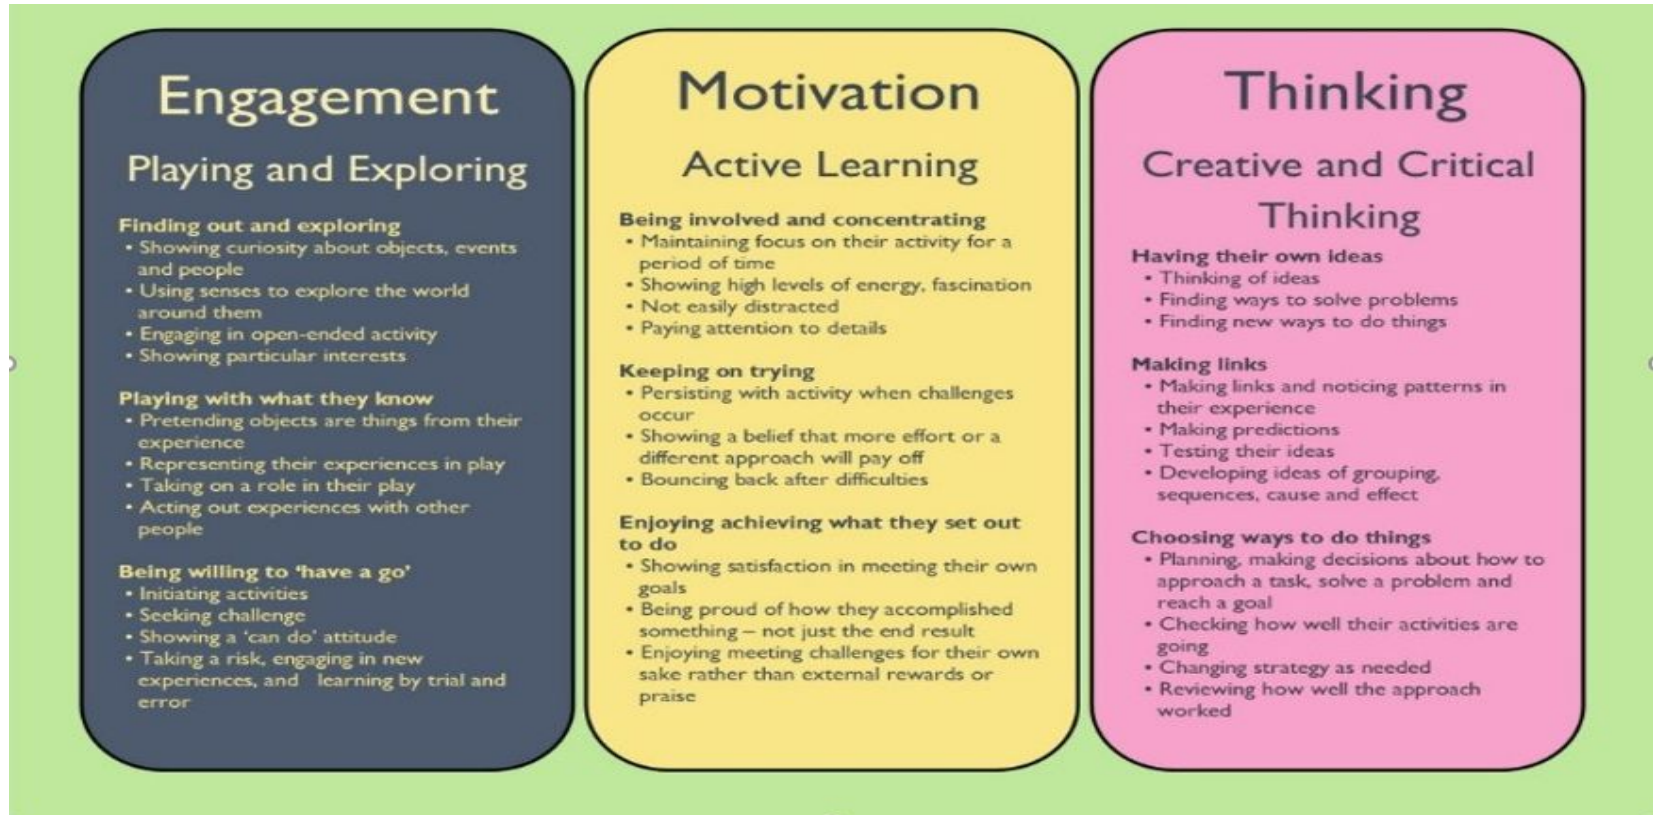 Engagement
Playing and Exploring
Finding out and exploring
• Showing curiosity about objects, events
and people
• Using senses to explore the world
around them
• Engaging in open-ended activity
• Showing particular interests
Playing with what they know
• Pretending objects are things from their
experience
• Representing their experiences in play
• Taking on a role in their play
• Acting out experiences with other
people
Being willing to ‘have a go’
• Initiating activities
• Seeking challenge
• Showing a ‘can do’ attitude
• Taking a risk, engaging in new
experiences, and learning by trial and
error
Motivation
Active Learning
Being involved and concentrating
• Maintaining focus on their activity for a
period of time
• Showing high levels of energy, fascination
• Not easily distracted
• Paying attention to details
Keeping on trying
• Persisting with activity when challenges
occur
• Showing a belief that more effort or a
different approach will pay off
• Bouncing back after difficulties
Enjoying achieving what they set out
to do
• Showing satisfaction in meeting their own
goals
• Being proud of how they accomplished
something – not just the end result
• Enjoying meeting challenges for their own
sake rather than external rewards or
praise
Thinking
Creative and Critical
Thinking
Having their own ideas
• Thinking of ideas
• Finding ways to solve problems
• Finding new ways to do things
Making links
• Making links and noticing patterns in
their experience
• Making predictions
• Testing their ideas
• Developing ideas of grouping,
sequences, cause and effect
Choosing ways to do things
• Planning, making decisions about how to
approach a task, solve a problem and
reach a goal
• Checking how well their activities are
going
• Changing strategy as needed
• Reviewing how well the approach
worked